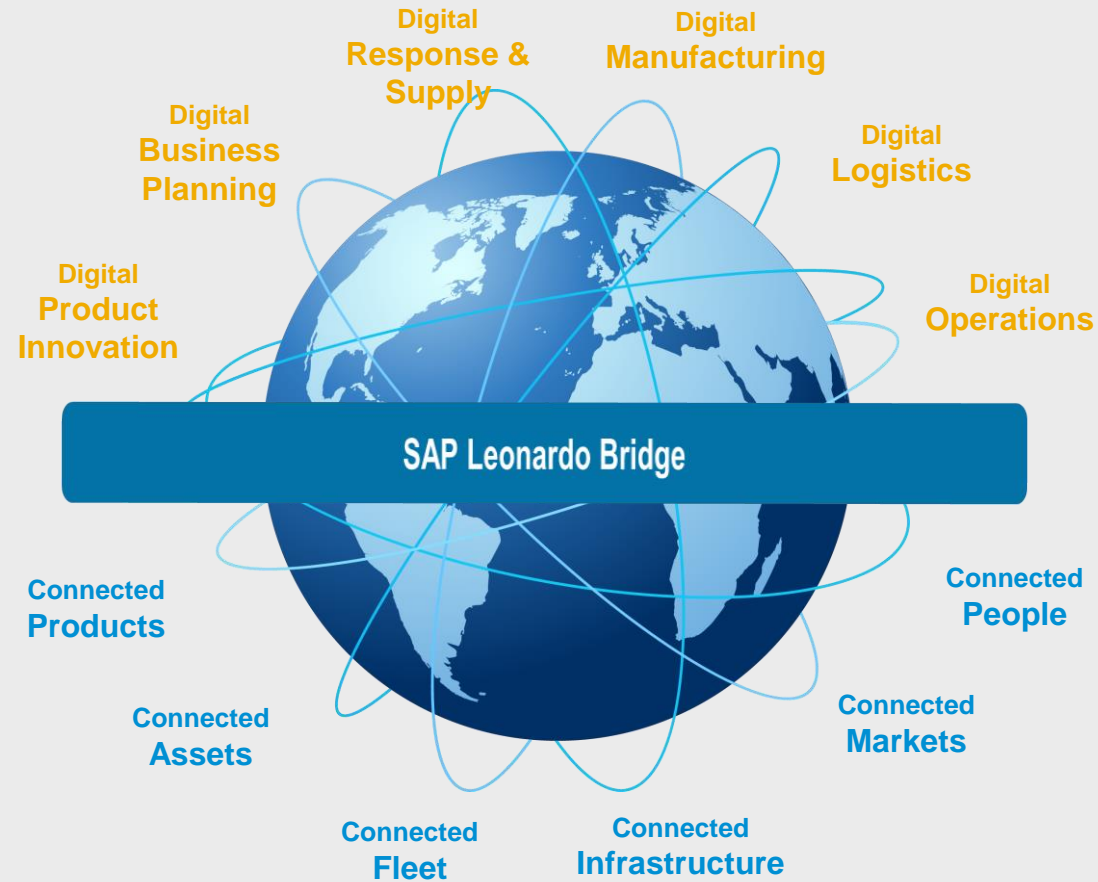 Digital
Response &
Supply
Digital
Manufacturing
Digital
Business
Planning
Digital
Logistics
Digital
Product
Innovation
Digital
Operations
SAP Leonardo Bridge
Connected
Products
Connected
People
Connected
Assets
Connected
Markets
Connected
Fleet
Connected
Infrastructure